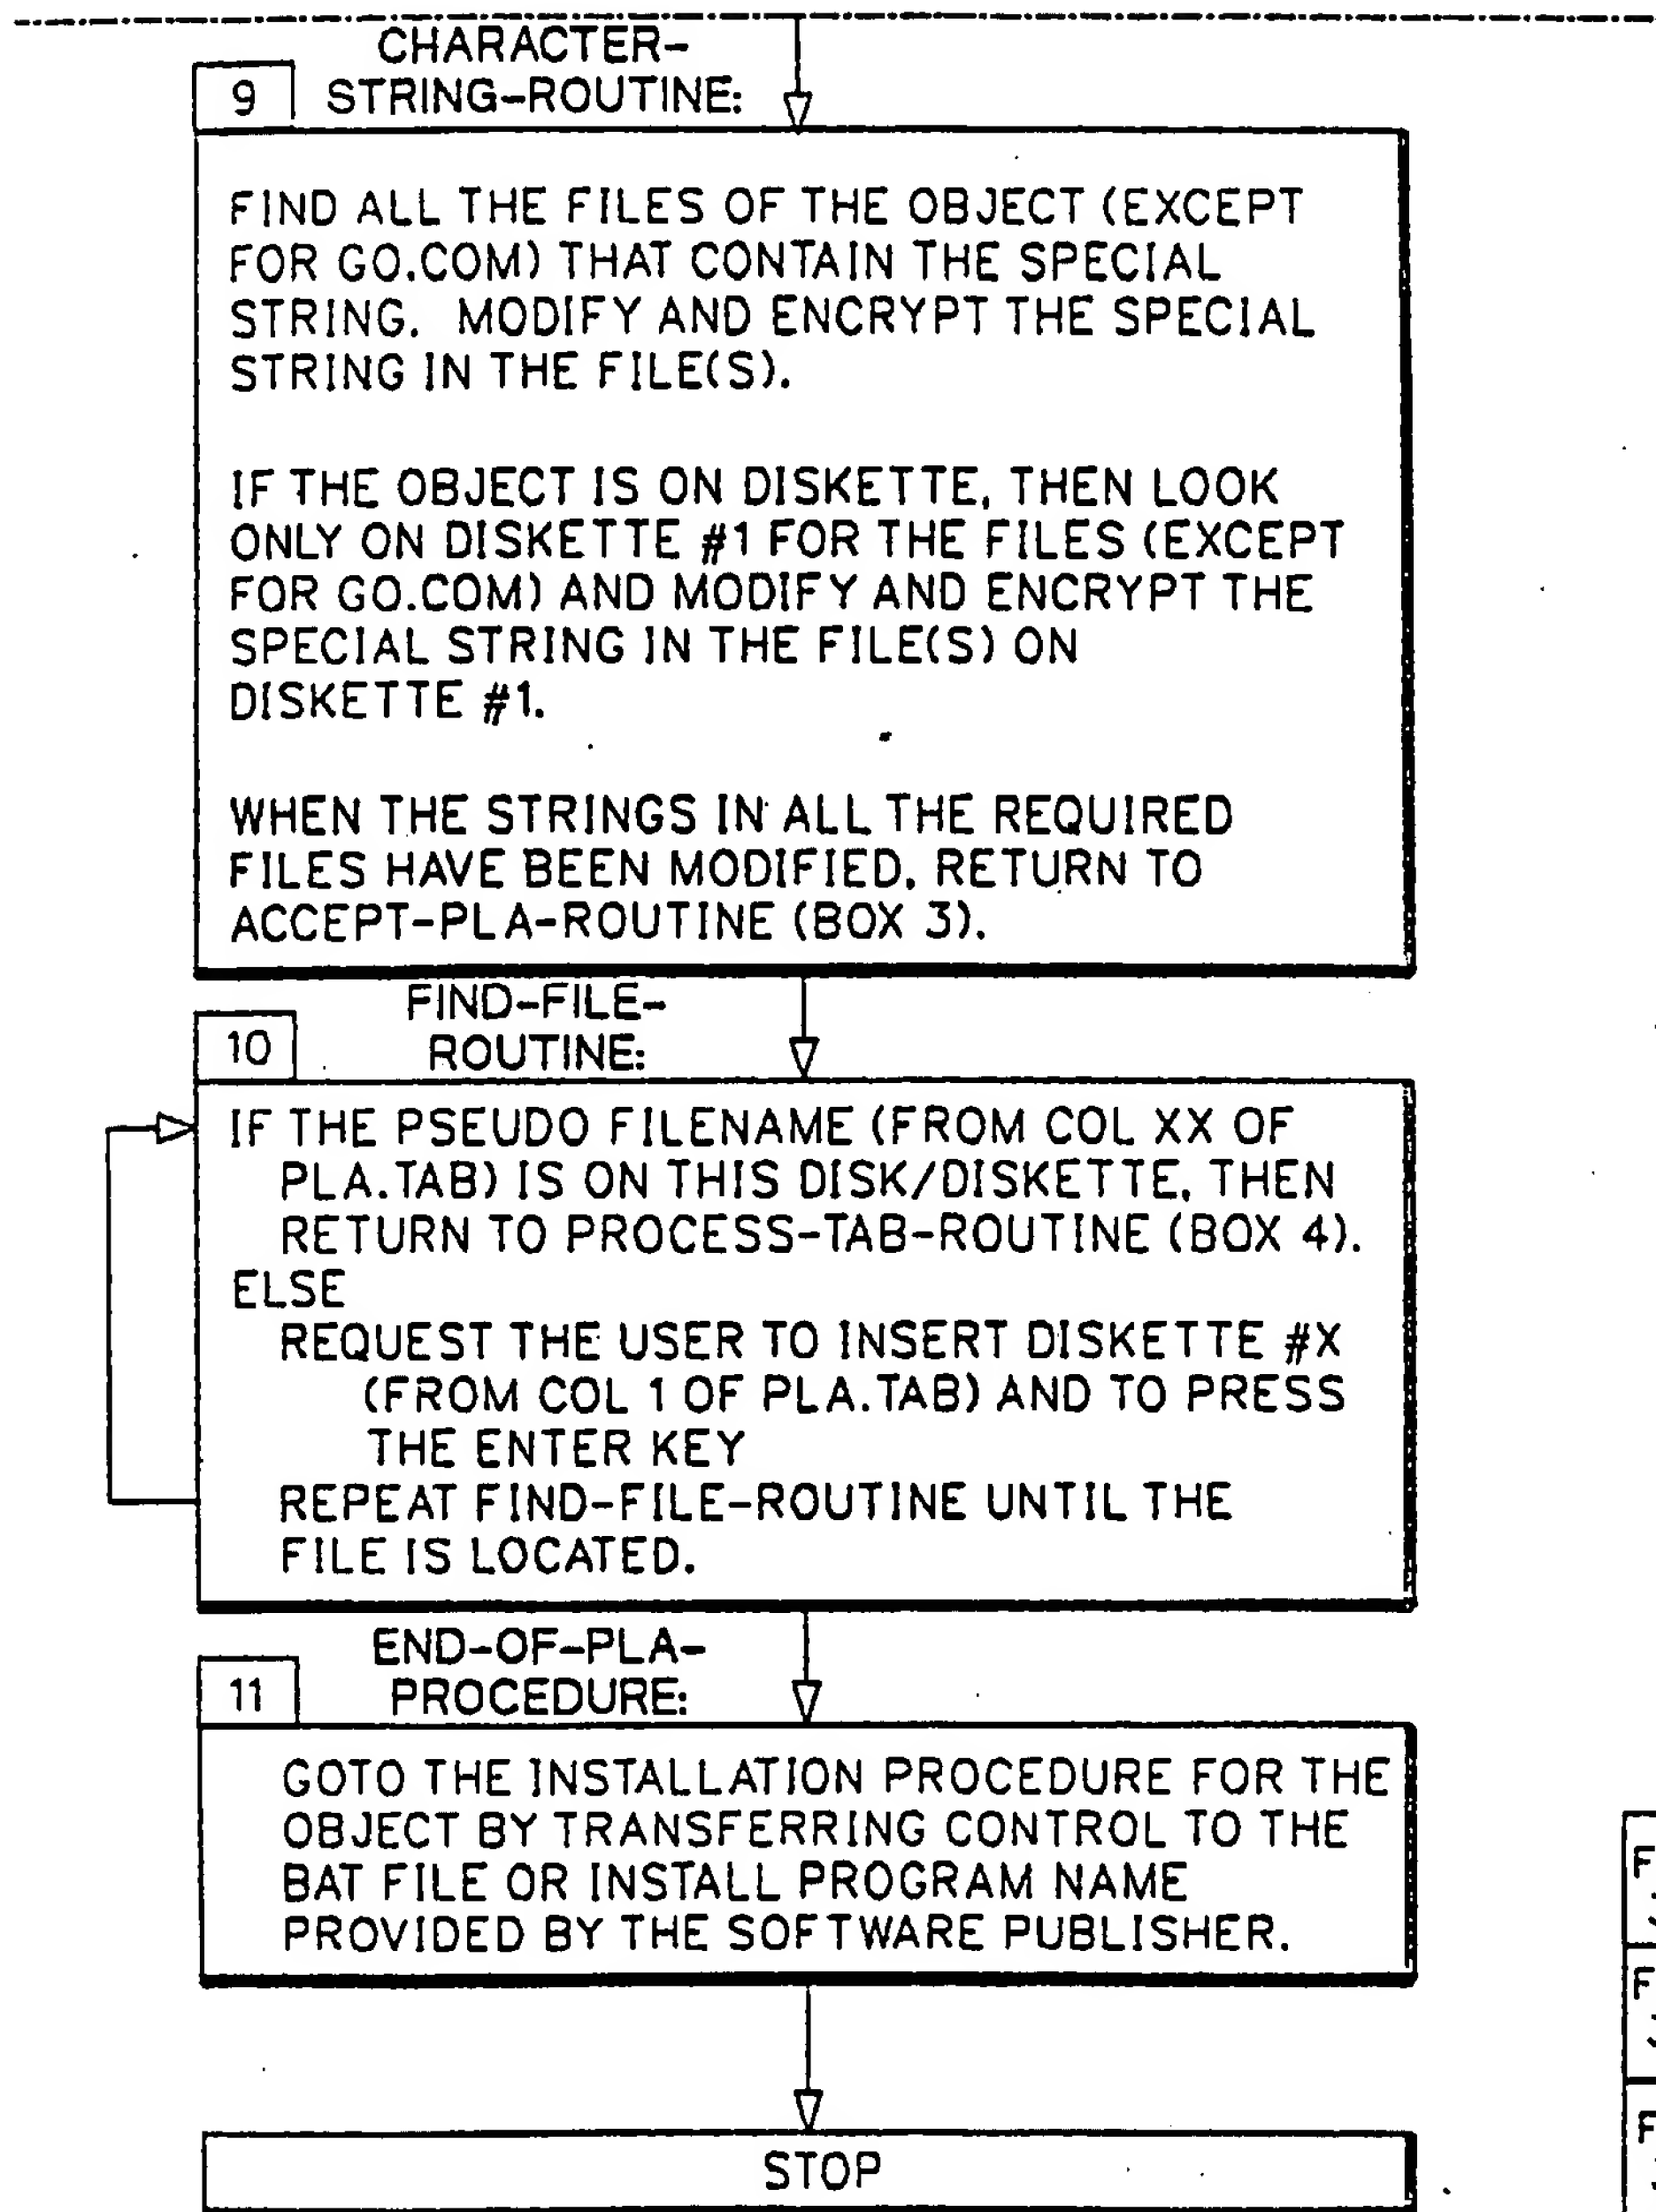 CHARACTER-
9 STRING-ROUTINE:
FIND ALL THE FILES OF THE OBJECT (EXCEPT
FOR GO.COM) THAT CONTAIN THE SPECIAL
STRING. MODIFY AND ENCRYPT THE SPECIAL
STRING IN THE FILE(S).
IF THE OBJECT IS ON DISKETTE, THEN LOOK
ONLY ON DISKETTE #1 FOR THE FILES (EXCEPT
FOR GO.COM) AND MODIFY AND ENCRYPT THE
SPECIAL STRING IN THE FILE(S) ON
DISKETTE #1.
WHEN THE STRINGS IN ALL THE REQUIRED
FILES HAVE BEEN MODIFIED, RETURN TO
ACCEPT-PLA-ROUTINE (BOX 3).
FIND-FILE-
10 ROUTINE:
IF THE PSEUDO FILENAME (FROM COL XX OF
PLA.TAB) IS ON THIS DISK/DISKETTE, THEN
RETURN TO PROCESS-TAB-ROUTINE (BOX 4).
ELSE
REQUEST THE USER TO INSERT DISKETTE #X
(FROM COL 1 OF PLA.TAB) AND TO PRESS
THE ENTER KEY
REPEAT FIND-FILE-ROUTINE UNTIL THE
FILE IS LOCATED.
END-OF-PLA-
11 PROCEDURE:
GOTO THE INSTALLATION PROCEDURE FOR THE
OBJECT BY TRANSFERRING CONTROL TO THE
BAT FILE OR INSTALL PROGRAM NAME
PROVIDED BY THE SOFTWARE PUBLISHER.
STOP